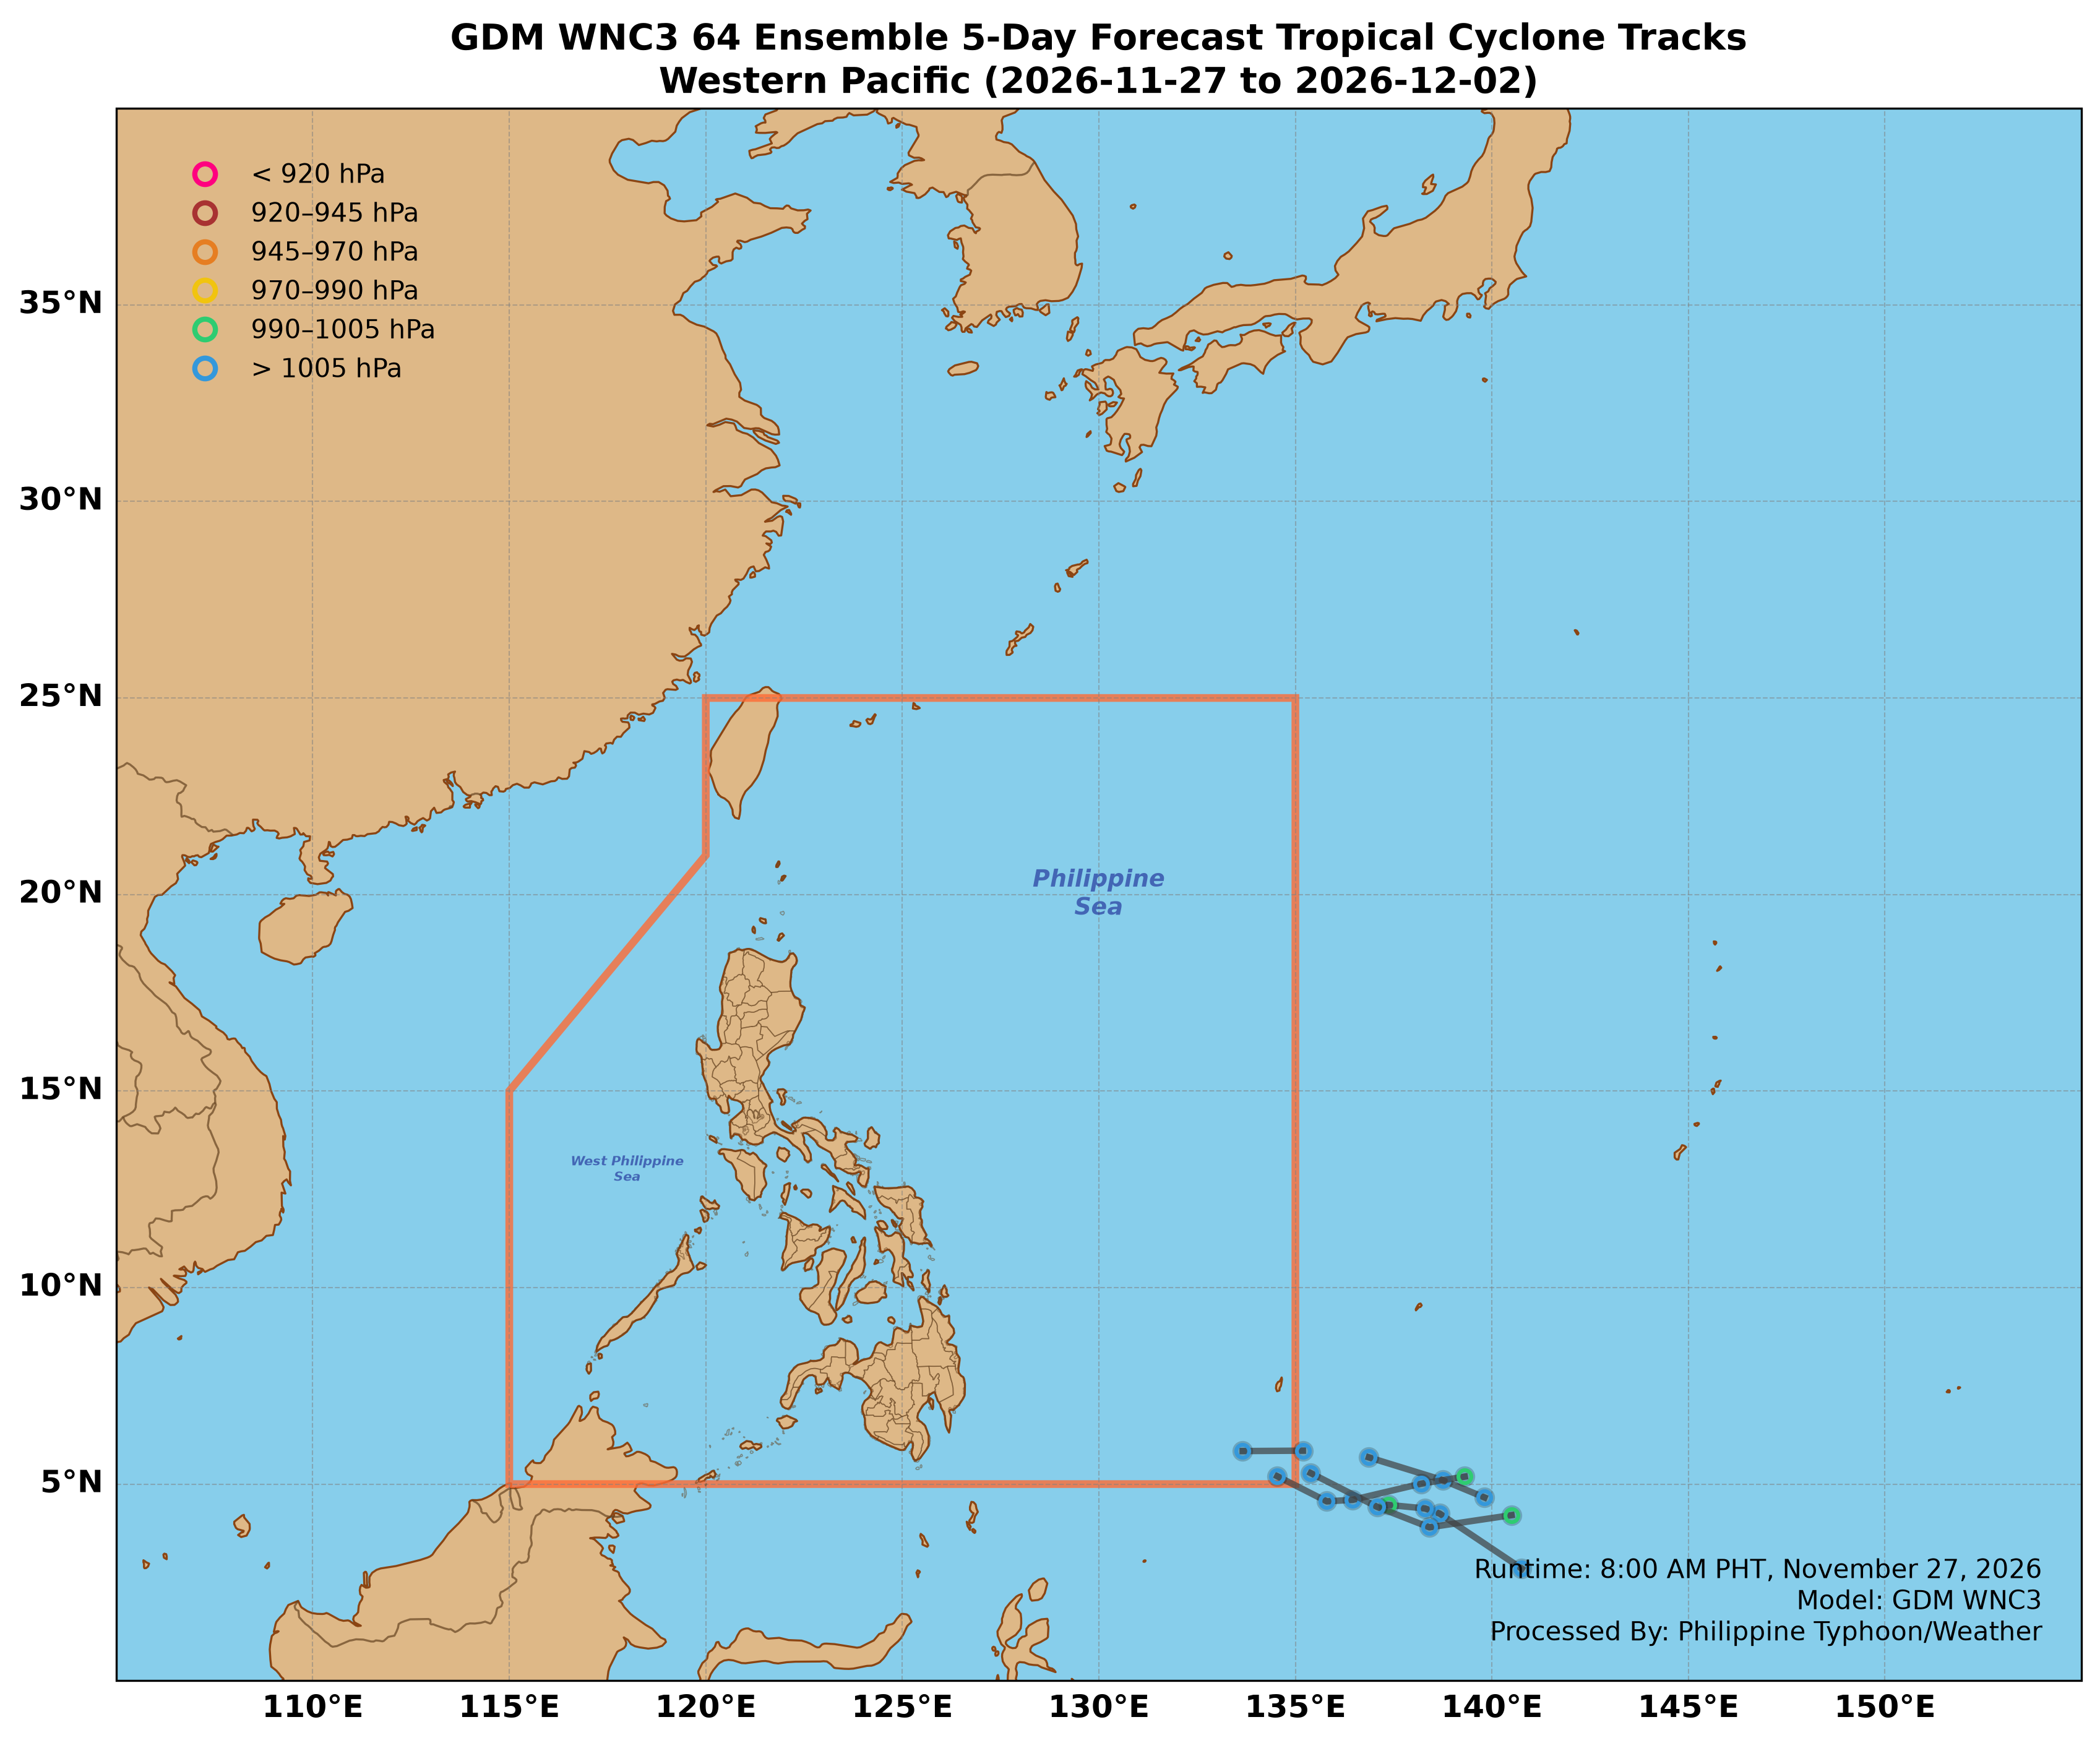 GDM WNC3 64 Ensemble 5-Day Forecast Tropical Cyclone Tracks
Western Pacific (2026-11-27 to 2026-12-02)
< 920 hPa
920–945 hPa
945–970 hPa
970–990 hPa
990–1005 hPa
> 1005 hPa
35°N
30°N
25°N
20°N
15°N
10°N
5°N
Philippine
Sea
West Philippine
Sea
Runtime: 8:00 AM PHT, November 27, 2026
Model: GDM WNC3
Processed By: Philippine Typhoon/Weather
110°E 115°E 120°E 125°E 130°E 135°E 140°E 145°E 150°E